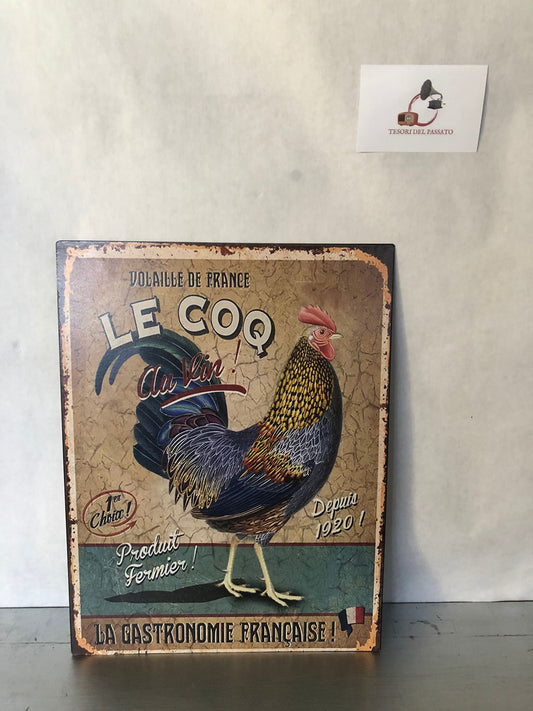 TESORI DEL PASSATO
VOLAILLE DE FRANCE
LE COQ
Au Vin !
1er
Choix !
Depuis
1920 !
Produit
Fermier !
LA GASTRONOMIE FRANÇAISE !